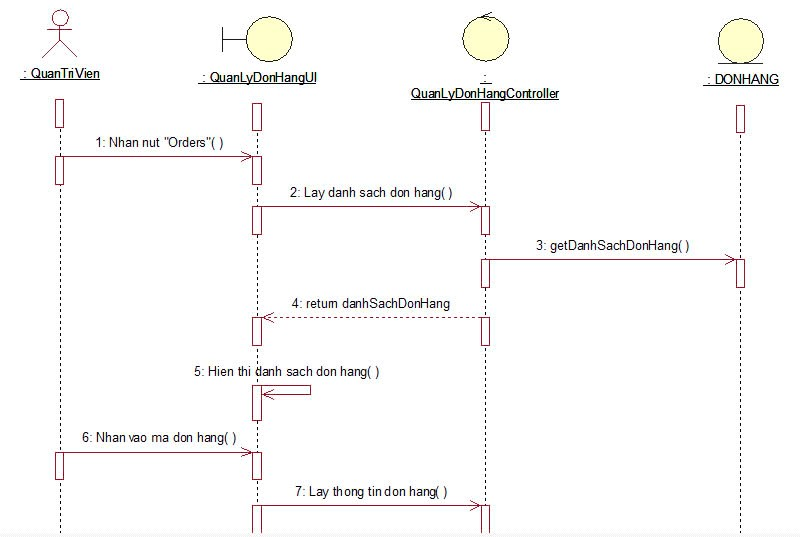 : QuanTriVien
: QuanLyDonHangUI
:
QuanLyDonHangController
: DONHANG
1: Nhan nut "Orders"( )
2: Lay danh sach don hang( )
3: getDanhSachDonHang( )
4: return danhSachDonHang
5: Hien thi danh sach don hang( )
6: Nhan vao ma don hang( )
7: Lay thong tin don hang( )